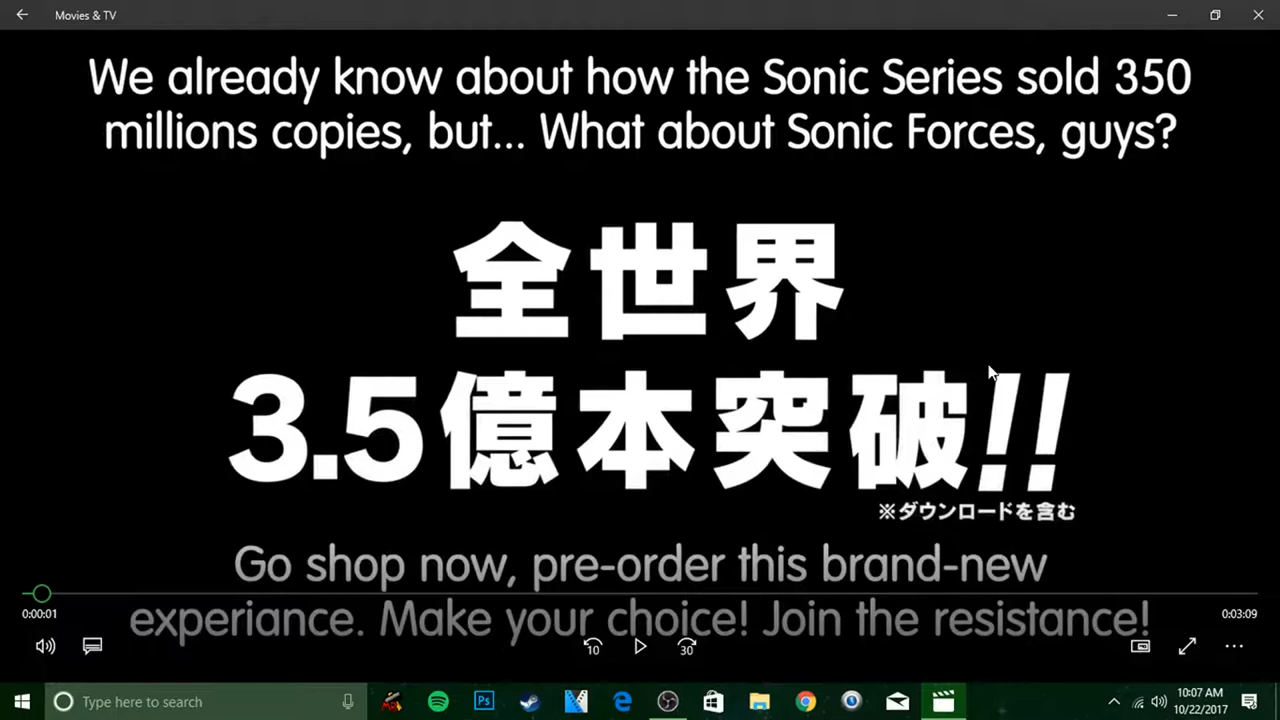 Movies & TV
We already know about how the Sonic Series sold 350
millions copies, but... What about Sonic Forces, guys?
全世界
3.5億本突破!!
※ダウンロードを含む
Go shop now, pre-order this brand-new
experiance. Make your choice! Join the resistance!
0:00:01
0:03:09
10
30
Type here to search
Ps
10:07 AM
10/22/2017